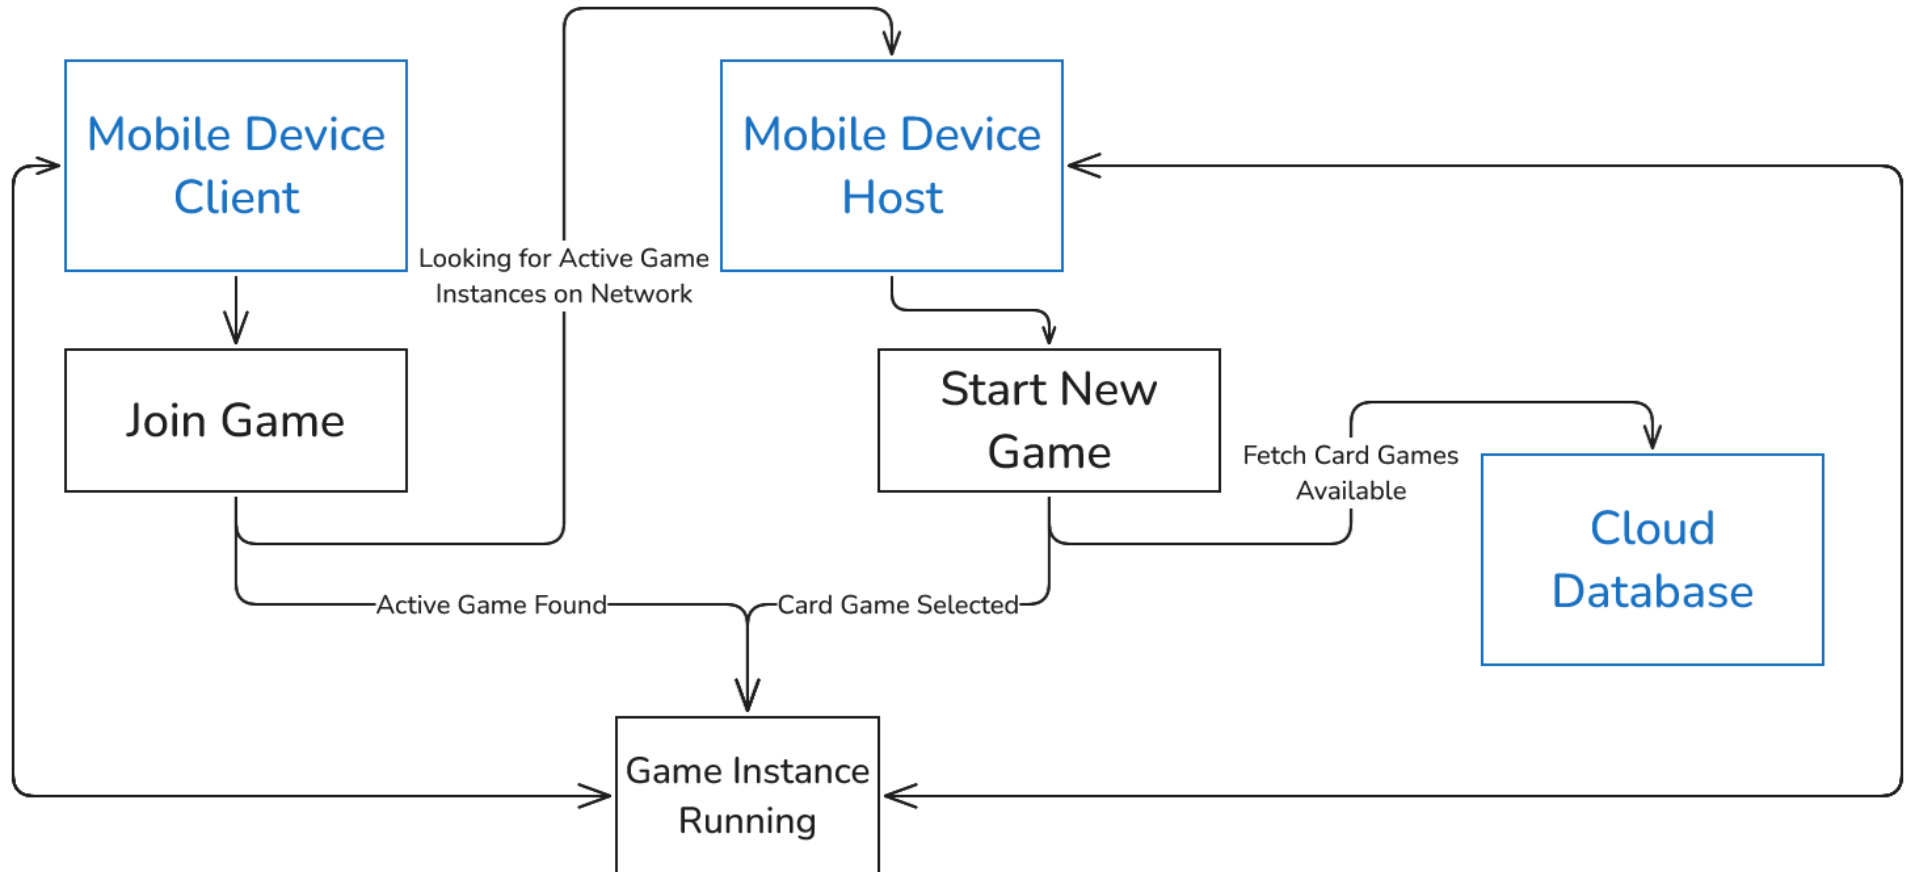 Mobile Device
Client
Mobile Device
Host
Looking for Active Game
Instances on Network
Join Game
Start New
Game
Fetch Card Games
Available
Cloud
Database
Active Game Found
Card Game Selected
Game Instance
Running